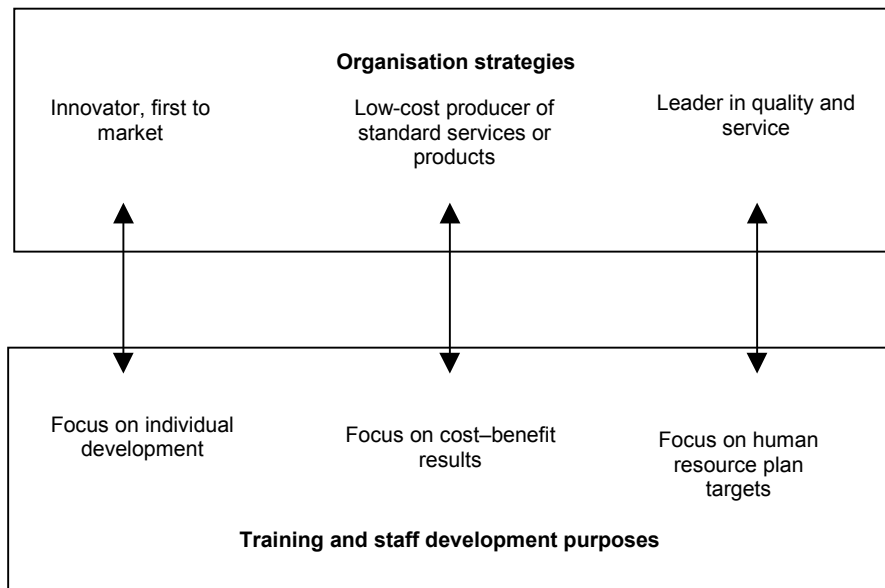 Organisation strategies
Innovator, first to
market
Low-cost producer of
standard services or
products
Leader in quality and
service
Focus on individual
development
Focus on cost–benefit
results
Focus on human
resource plan
targets
Training and staff development purposes